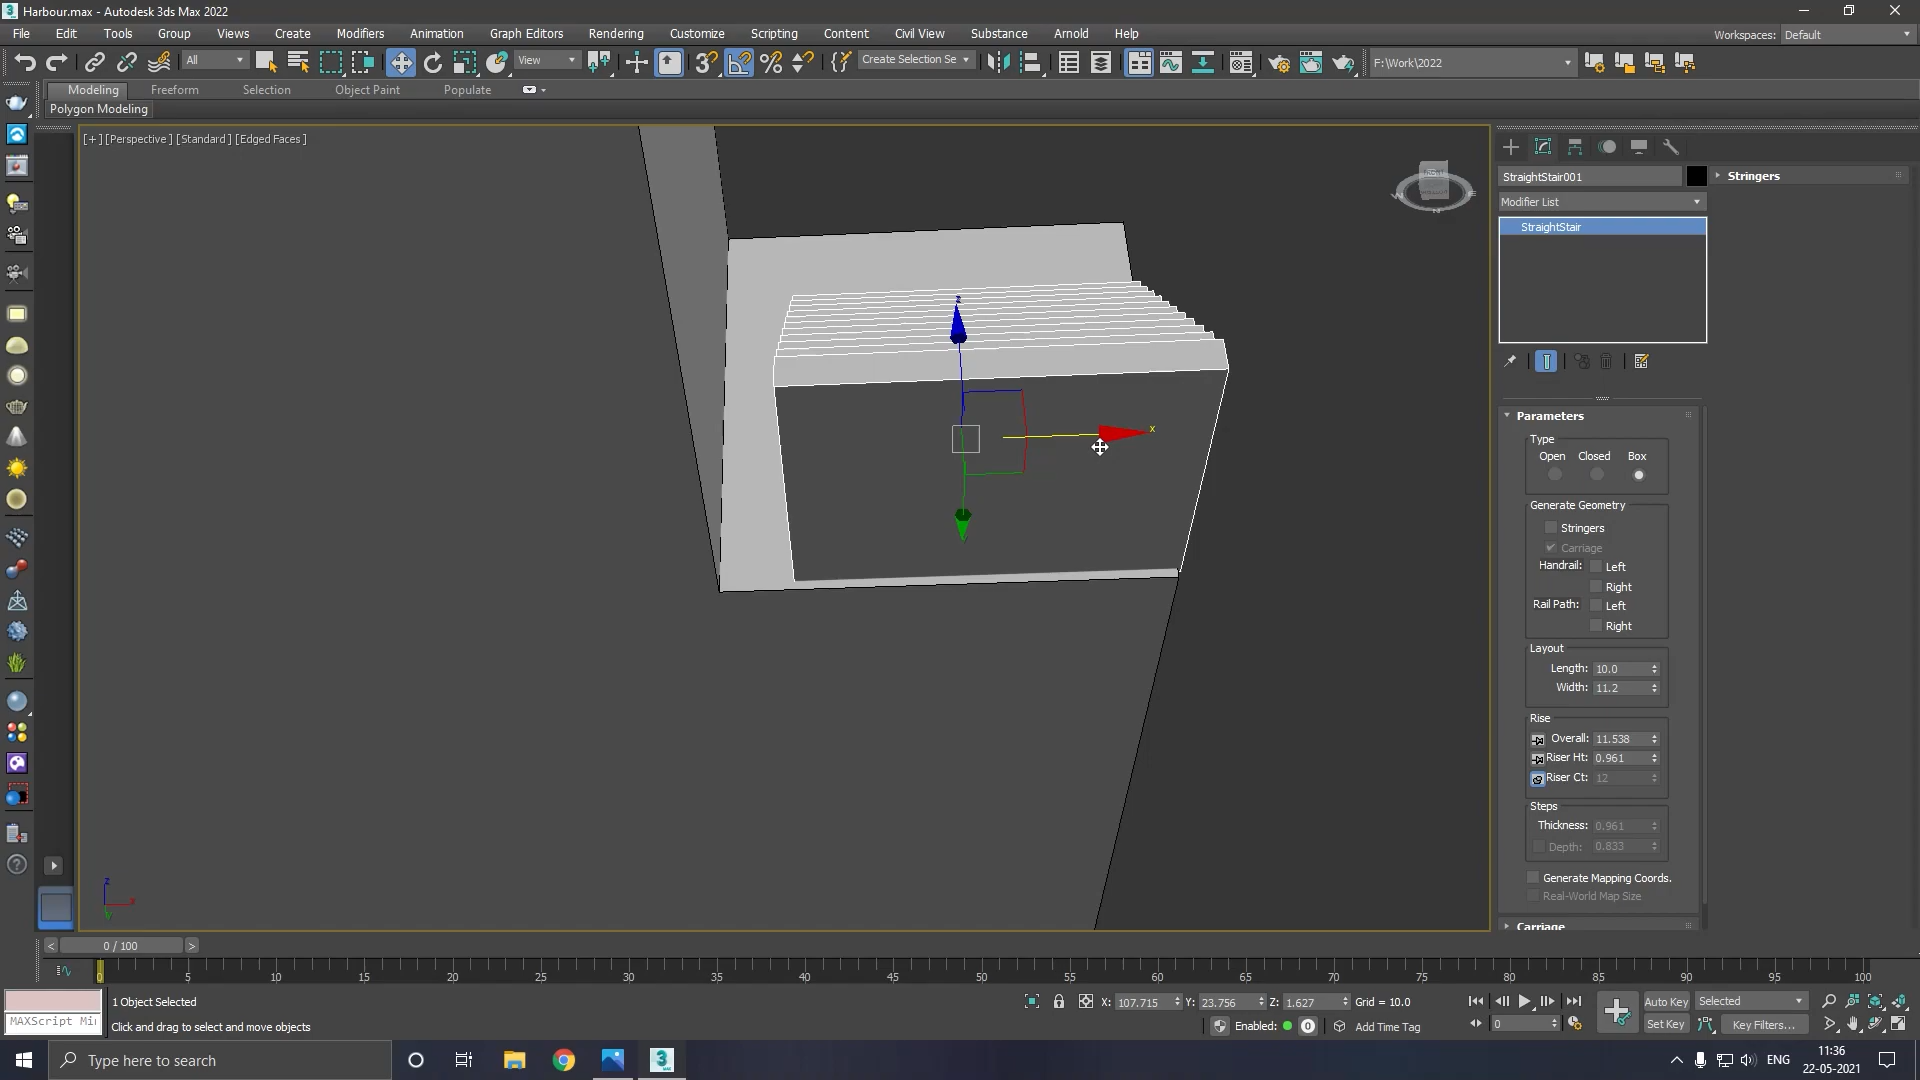 Harbour.max - Autodesk 3ds Max 2022
File Edit Tools Group Views Create Modifiers Animation Graph Editors Rendering Customize Scripting Content Civil View Substance Arnold Help Workspaces: Default
All View Create Selection Se F:\Work\2022
Modeling Freeform Selection Object Paint Populate
Polygon Modeling
[+] [Perspective ] [Standard ] [Edged Faces ]
StraightStair001
Stringers
Modifier List
StraightStair
Parameters
Type
Open Closed Box
Generate Geometry
Stringers
Carriage
Handrail: Left
Right
Rail Path: Left
Right
Layout
Length: 10.0
Width: 11.2
Rise
Overall: 11.538
Riser Ht: 0.961
Riser Ct: 12
Steps
Thickness: 0.961
Depth: 0.833
Generate Mapping Coords.
Real-World Map Size
Carriage
z
x
z
x
y
< 0 / 100 >
0 5 10 15 20 25 30 35 40 45 50 55 60 65 70 75 80 85 90 95 100
1 Object Selected
X: 107.715 Y: 23.756 Z: 1.627 Grid = 10.0
Auto Key Selected
MAXScript Mi
Click and drag to select and move objects
Enabled: 0 Add Time Tag
0
Set Key Key Filters...
Type here to search
3
ENG
11:36
22-05-2021